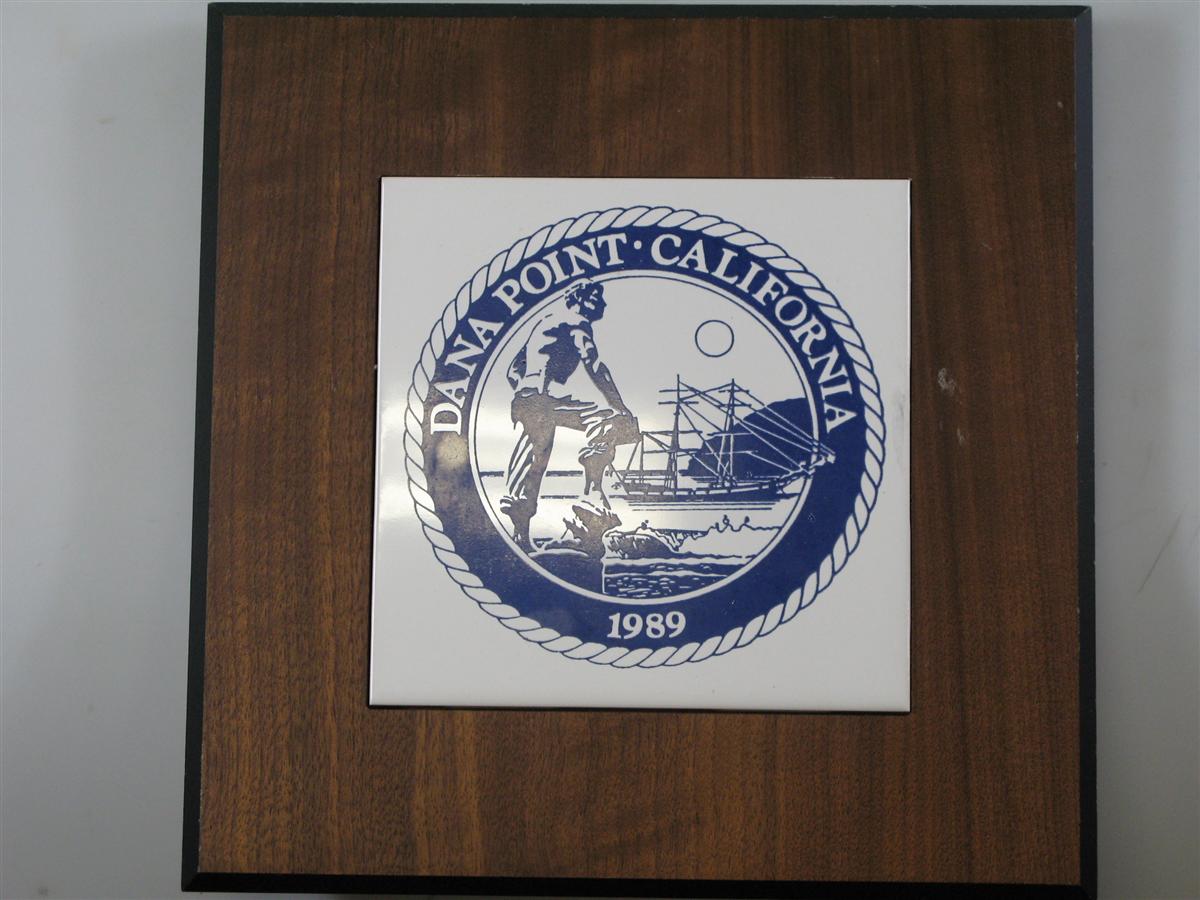 DANA POINT · CALIFORNIA
1989